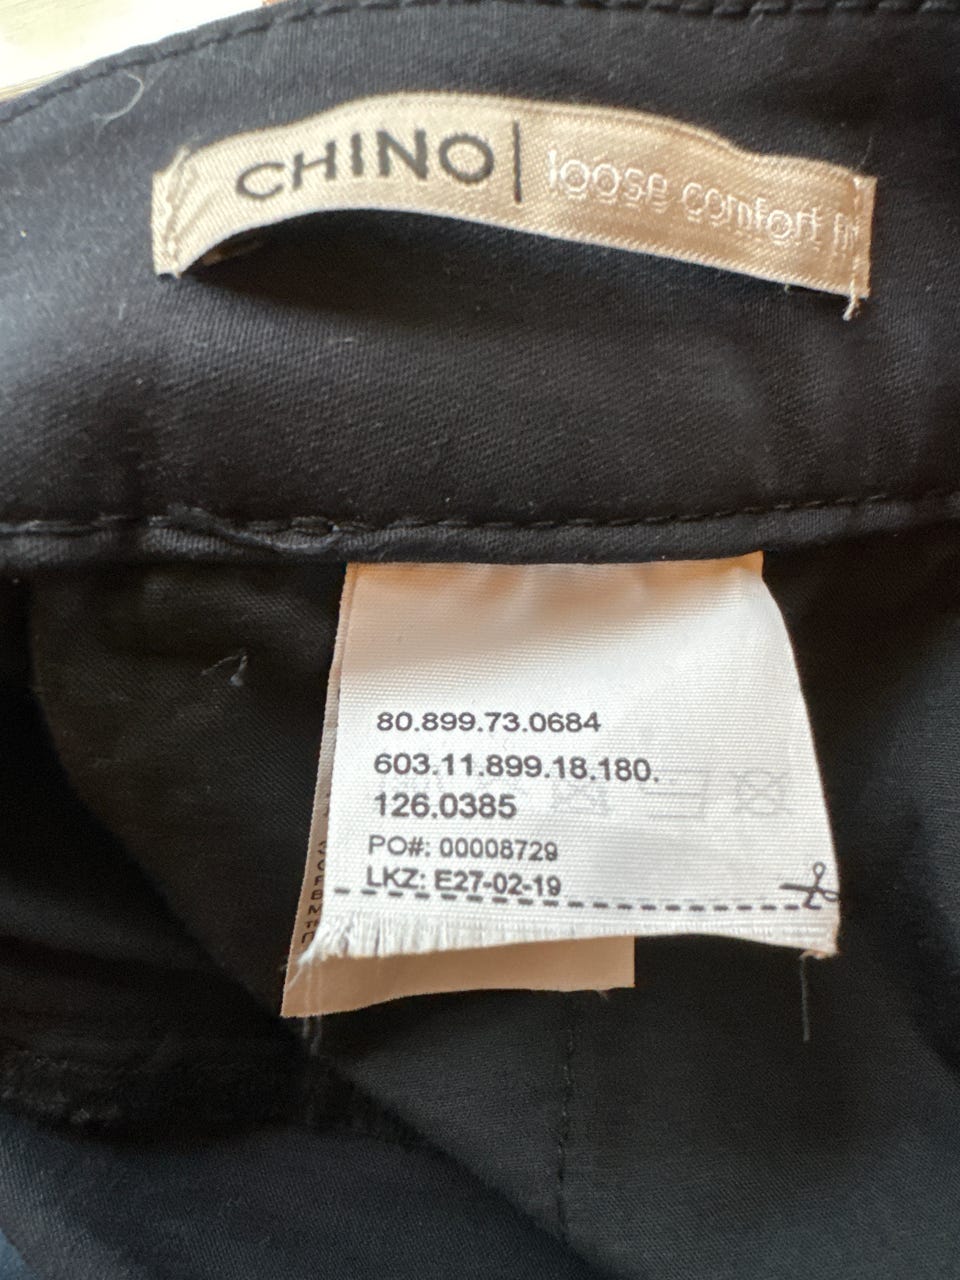 CHINO | loose comfort fit
80.899.73.0684
603.11.899.18.180.
126.0385
PO#: 00008729
LKZ: E27-02-19